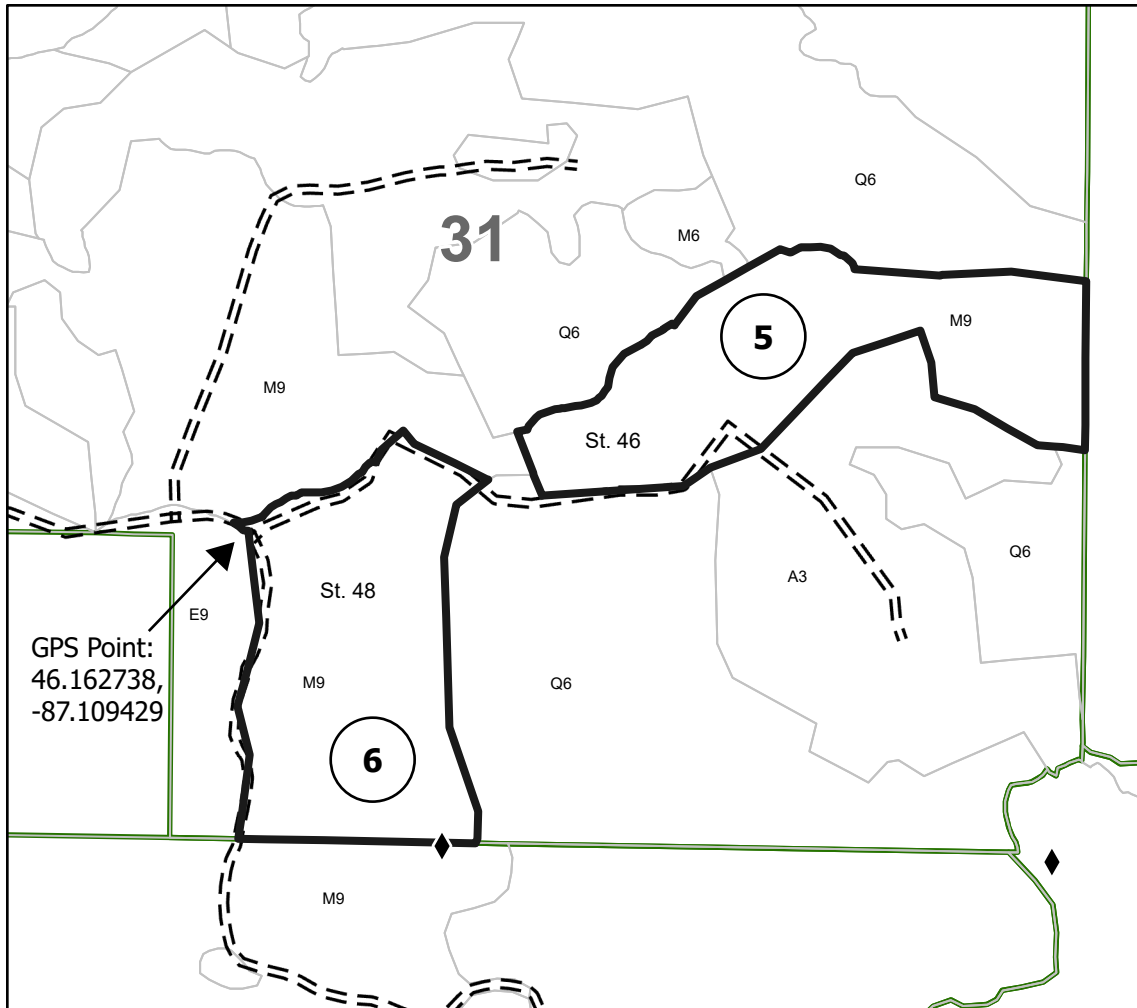 Q6
M6
31
Q6
M9
5
M9
St. 46
Q6
A3
St. 48
E9
GPS Point:
46.162738,
-87.109429
M9
Q6
6
M9